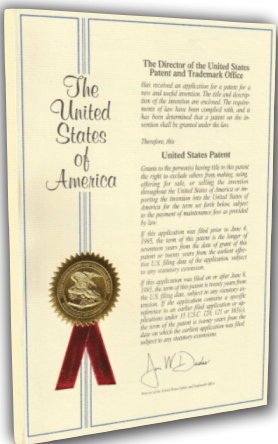 The
United
States
of
America
The Director of the United States
Patent and Trademark Office
Has received an application for a patent for a
new and useful invention. The title and descrip-
tion of the invention are enclosed. The require-
ments of law have been complied with, and it
has been determined that a patent on the in-
vention shall be granted under the law.
Therefore, this
United States Patent
Grants to the person(s) having title to this patent
the right to exclude others from making, using,
offering for sale, or selling the invention
throughout the United States of America or im-
porting the invention into the United States of
America for the term set forth below, subject
to the payment of maintenance fees as provided
by law.
If this application was filed prior to June 8,
1995, the term of this patent is the longer of
seventeen years from the date of grant of this
patent or twenty years from the earliest effec-
tive U.S. filing date of the application, subject
to any statutory extension.
If this application was filed on or after June 8,
1995, the term of this patent is twenty years from
the U.S. filing date, subject to any statutory ex-
tension. If the application contains a specific
reference to an earlier filed application or ap-
plications under 35 U.S.C. 120, 121 or 365(c),
the term of the patent is twenty years from the
date on which the earliest application was filed,
subject to any statutory extensions.
Director of the United States Patent and Trademark Office